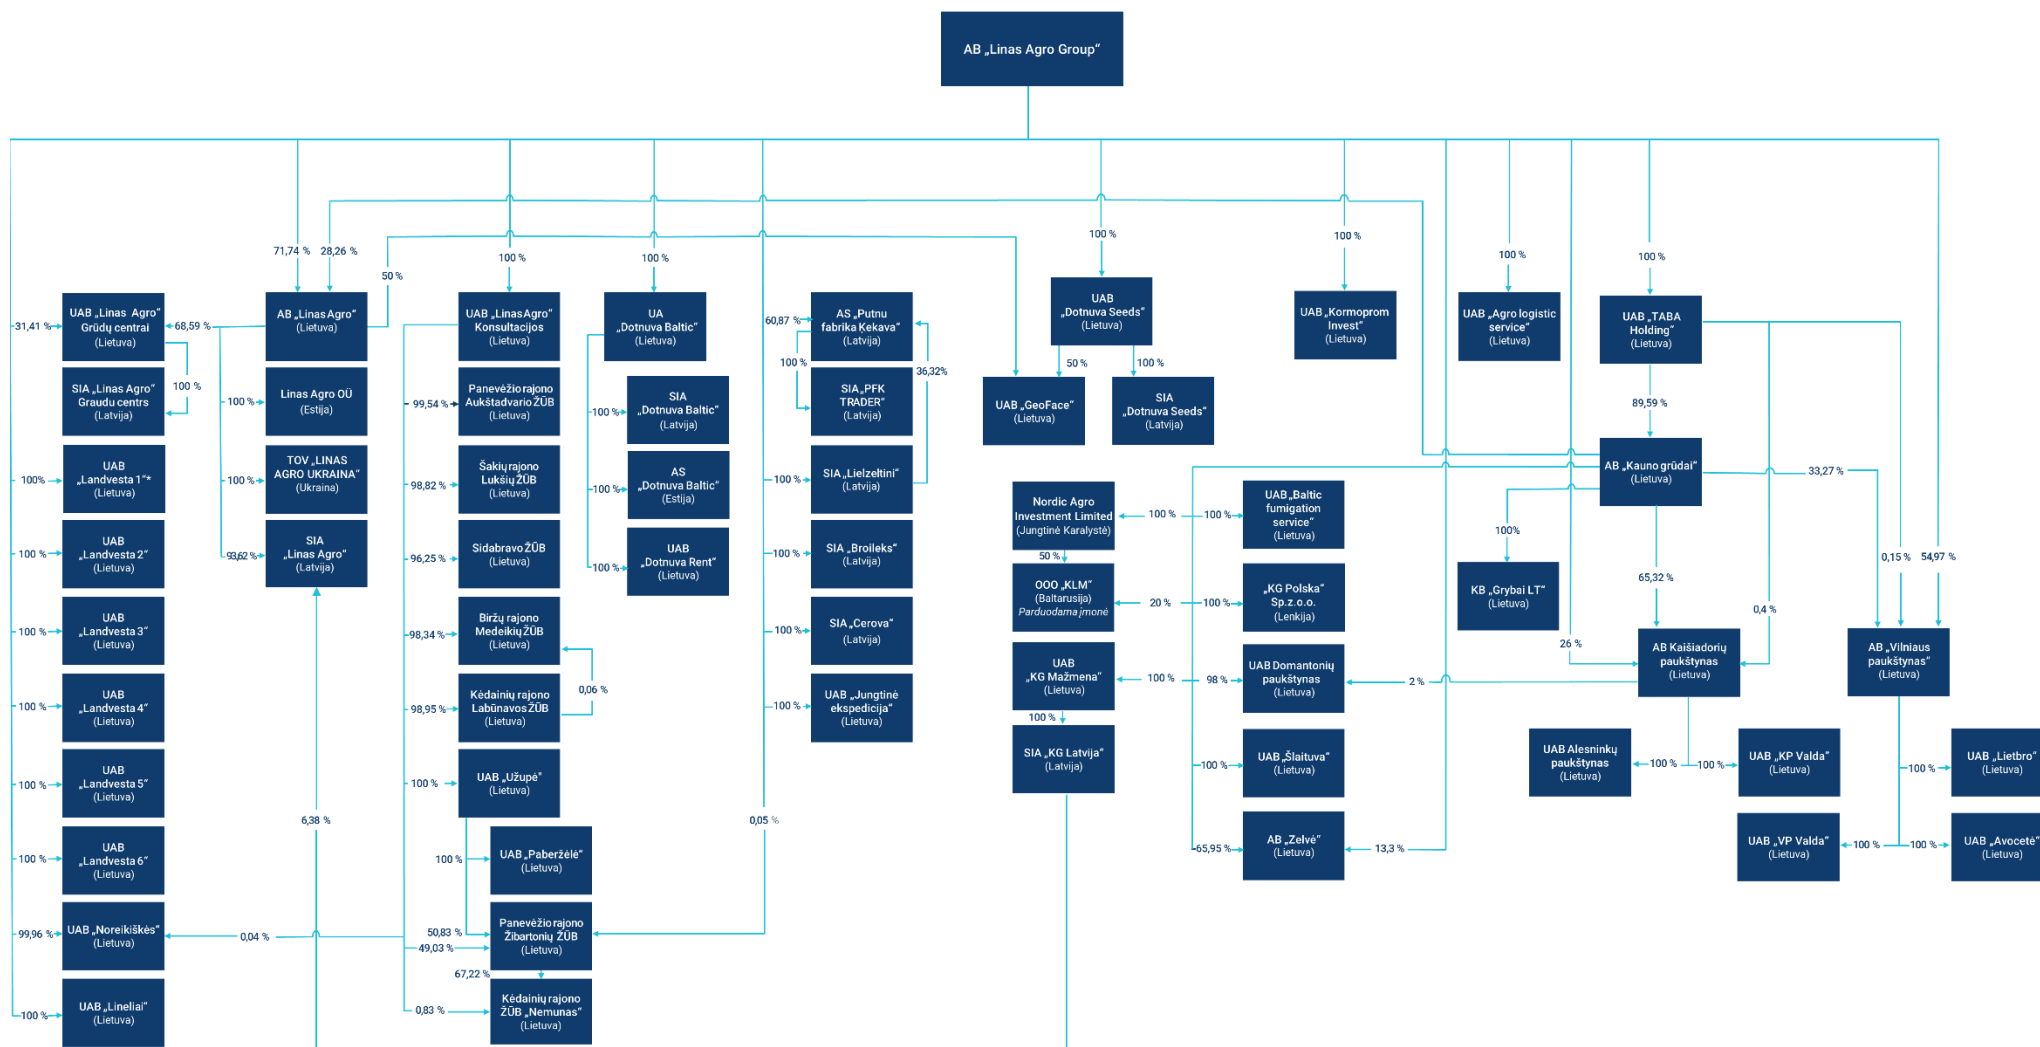 AB „Linas Agro Group“
71,74 %
28,26 %
50 %
100 %
100 %
100 %
100 %
100 %
100 %
31,41 %
UAB „Linas Agro“
Grūdų centrai
(Lietuva)
68,59 %
100 %
SIA „Linas Agro“
Graudu centrs
(Latvija)
100%
UAB
„Landvesta 1“*
(Lietuva)
100 %
UAB
„Landvesta 2“
(Lietuva)
100 %
UAB
„Landvesta 3“
(Lietuva)
100 %
UAB
„Landvesta 4“
(Lietuva)
100 %
UAB
„Landvesta 5“
(Lietuva)
100 %
UAB
„Landvesta 6“
(Lietuva)
99,96 %
UAB „Noreikiškės“
(Lietuva)
0,04 %
100 %
UAB „Lineliai“
(Lietuva)
AB „Linas Agro“
(Lietuva)
100 %
Linas Agro OÜ
(Estija)
100 %
TOV „LINAS
AGRO UKRAINA“
(Ukraina)
93,62 %
SIA
„Linas Agro“
(Latvija)
6,38 %
UAB „Linas Agro“
Konsultacijos
(Lietuva)
99,54 %
Panevėžio rajono
Aukštadvario ŽŪB
(Lietuva)
98,82 %
Šakių rajono
Lukšių ŽŪB
(Lietuva)
96,25 %
Sidabravo ŽŪB
(Lietuva)
98,34 %
Biržų rajono
Medeikių ŽŪB
(Lietuva)
0,06 %
98,95 %
Kėdainių rajono
Labūnavos ŽŪB
(Lietuva)
100 %
UAB „Užupė“
(Lietuva)
100 %
UAB „Paberžėlė“
(Lietuva)
50,83 %
49,03 %
Panevėžio rajono
Žibartonių ŽŪB
(Lietuva)
67,22 %
0,83 %
Kėdainių rajono
ŽŪB „Nemunas“
(Lietuva)
UA
„Dotnuva Baltic“
(Lietuva)
100 %
SIA
„Dotnuva Baltic“
(Latvija)
100 %
AS
„Dotnuva Baltic“
(Estija)
100 %
UAB
„Dotnuva Rent“
(Lietuva)
60,87 %
AS „Putnu
fabrika Ķekava“
(Latvija)
100 %
36,32%
SIA „PFK
TRADER“
(Latvija)
100 %
SIA „Lielzeltini“
(Latvija)
100 %
SIA „Broileks“
(Latvija)
100 %
SIA „Cerova“
(Latvija)
100 %
UAB „Jungtinė
ekspedicija“
(Lietuva)
0,05 %
UAB
„Dotnuva Seeds“
(Lietuva)
50 %
100 %
UAB „GeoFace“
(Lietuva)
SIA
„Dotnuva Seeds“
(Latvija)
UAB „Kormoprom
Invest“
(Lietuva)
UAB „Agro logistic
service“
(Lietuva)
UAB „TABA
Holding“
(Lietuva)
89,59 %
AB „Kauno grūdai“
(Lietuva)
33,27 %
Nordic Agro
Investment Limited
(Jungtinė Karalystė)
100 %
100 %
UAB „Baltic
fumigation
service“
(Lietuva)
50 %
OOO „KLM“
(Baltarusija)
Parduodama įmonė
20 %
100 %
„KG Polska“
Sp.z.o.o.
(Lenkija)
UAB
„KG Mažmena“
(Lietuva)
100 %
98 %
UAB Domantonių
paukštynas
(Lietuva)
2 %
100 %
SIA „KG Latvija“
(Latvija)
100 %
UAB „Šlaituva“
(Lietuva)
65,95 %
AB „Zelvė“
(Lietuva)
13,3 %
100%
KB „Grybai LT“
(Lietuva)
65,32 %
26 %
0,4 %
0,15 %
54,97 %
AB Kaišiadorių
paukštynas
(Lietuva)
AB „Vilniaus
paukštynas“
(Lietuva)
UAB Alesninkų
paukštynas
(Lietuva)
100 %
100 %
UAB „KP Valda“
(Lietuva)
100 %
UAB „Lietbro“
(Lietuva)
UAB „VP Valda“
(Lietuva)
100 %
100 %
UAB „Avocetė“
(Lietuva)